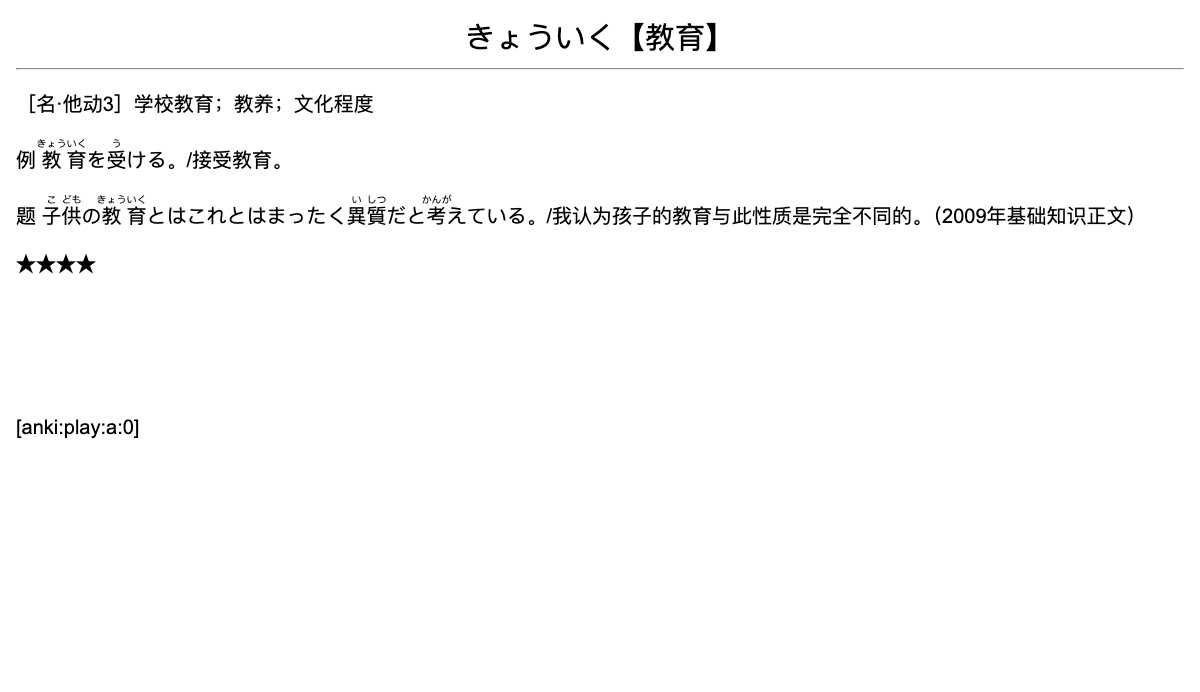 きょういく【教育】
［名·他动3］学校教育；教养；文化程度
きょういく う
例 教育を受ける。/接受教育。
こ ども きょういく い しつ かんが
题 子供の教育とはこれとはまったく異質だと考えている。/我认为孩子的教育与此性质是完全不同的。（2009年基础知识正文）
★★★★
[anki:play:a:0]